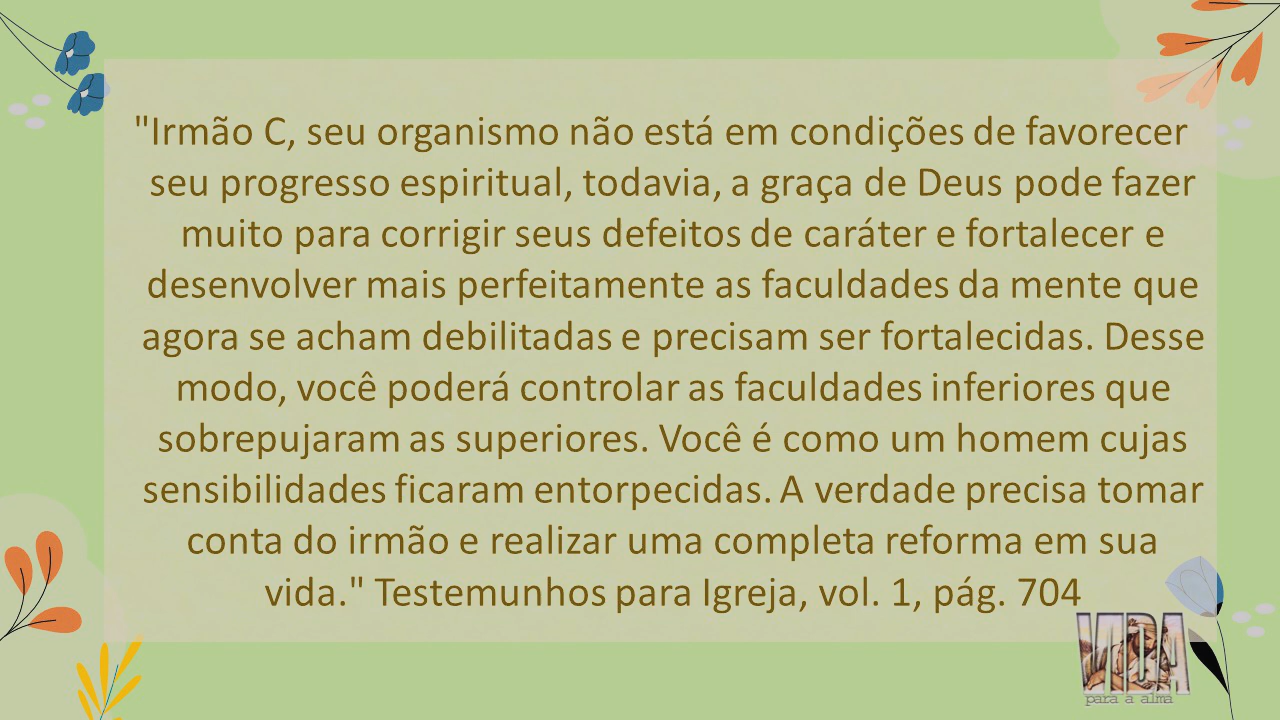 "Irmão C, seu organismo não está em condições de favorecer
seu progresso espiritual, todavia, a graça de Deus pode fazer
muito para corrigir seus defeitos de caráter e fortalecer e
desenvolver mais perfeitamente as faculdades da mente que
agora se acham debilitadas e precisam ser fortalecidas. Desse
modo, você poderá controlar as faculdades inferiores que
sobrepujaram as superiores. Você é como um homem cujas
sensibilidades ficaram entorpecidas. A verdade precisa tomar
conta do irmão e realizar uma completa reforma em sua
vida." Testemunhos para Igreja, vol. 1, pág. 704
VIDA
para a alma